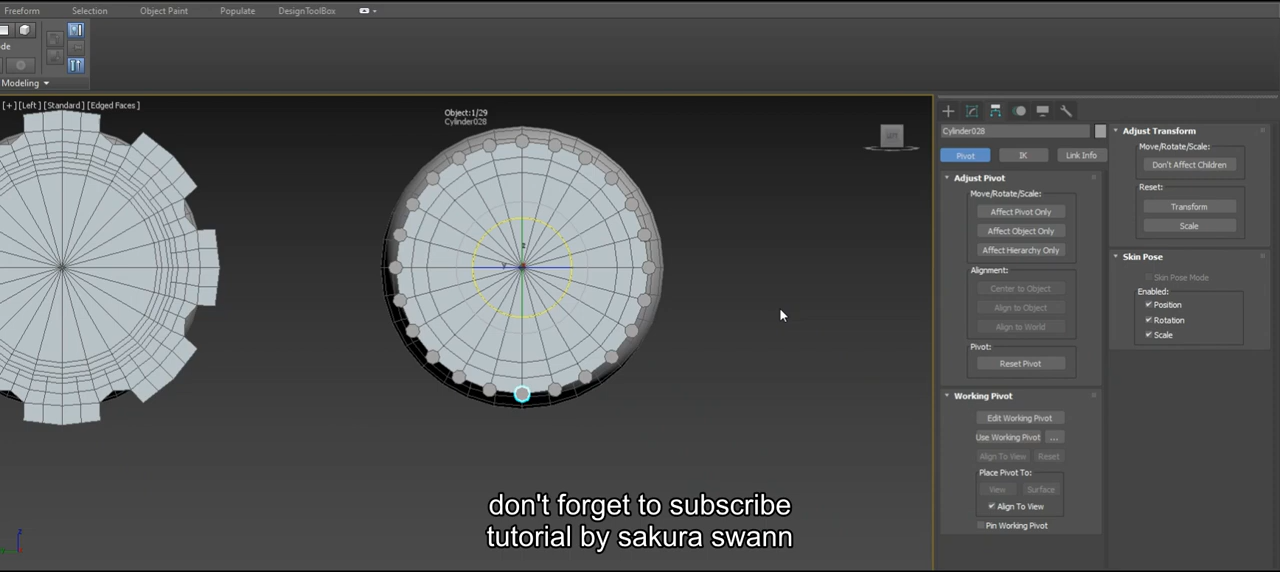 Freeform Selection Object Paint Populate DesignToolBox
Modeling
[+] [Left] [Standard] [Edged Faces]
Object:1/29
Cylinder028
z
y
Cylinder028
Pivot IK Link Info
Adjust Pivot
Move/Rotate/Scale:
Affect Pivot Only
Affect Object Only
Affect Hierarchy Only
Alignment:
Center to Object
Align to Object
Align to World
Pivot:
Reset Pivot
Working Pivot
Edit Working Pivot
Use Working Pivot ...
Align To View Reset
Place Pivot To:
View Surface
Align To View
Pin Working Pivot
Adjust Transform
Move/Rotate/Scale:
Don't Affect Children
Reset:
Transform
Scale
Skin Pose
Skin Pose Mode
Enabled:
Position
Rotation
Scale
don't forget to subscribe
tutorial by sakura swann